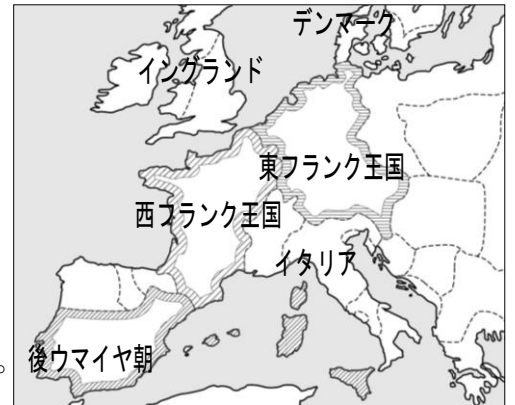 デンマーク
イングランド
東フランク王国
西フランク王国
イタリア
後ウマイヤ朝
。